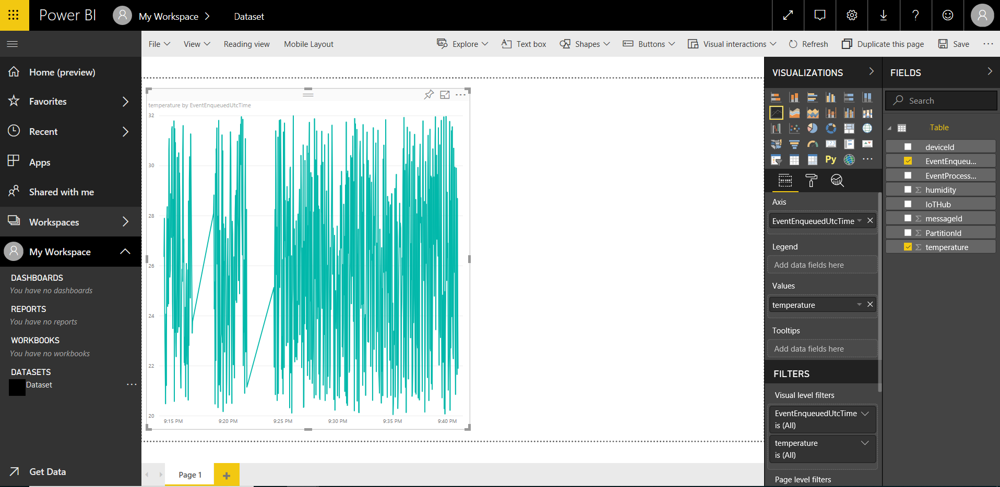 Power BI
My Workspace
Dataset
File
View
Reading view
Mobile Layout
Explore
Text box
Shapes
Buttons
Visual interactions
Refresh
Duplicate this page
Save
Home (preview)
Favorites
Recent
Apps
Shared with me
Workspaces
My Workspace
DASHBOARDS
You have no dashboards
REPORTS
You have no reports
WORKBOOKS
You have no workbooks
DATASETS
Dataset
Get Data
temperature by EventEnqueuedUtcTime
32
30
28
26
24
22
20
9:15 PM
9:20 PM
9:25 PM
9:30 PM
9:35 PM
9:40 PM
Page 1
VISUALIZATIONS
123
Py
Axis
EventEnqueuedUtcTime
Legend
Add data fields here
Values
temperature
Tooltips
Add data fields here
FILTERS
Visual level filters
EventEnqueuedUtcTime
is (All)
temperature
is (All)
Page level filters
FIELDS
Search
Table
deviceId
EventEnqueu...
EventProcess...
humidity
IoTHub
messageId
PartitionId
temperature